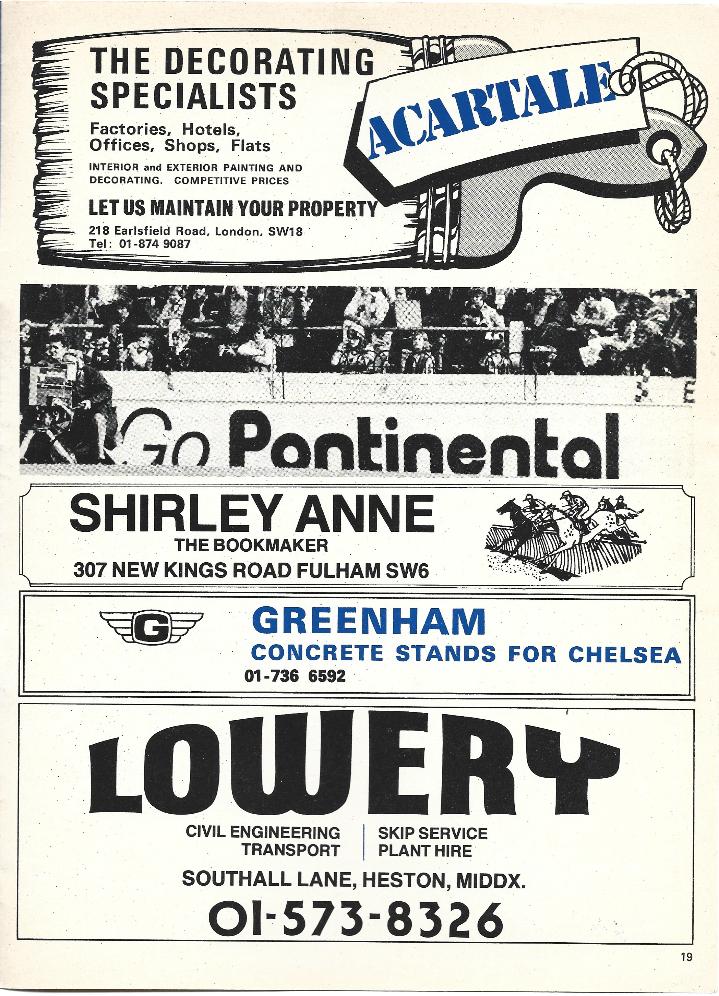 THE DECORATING
SPECIALISTS
Factories, Hotels,
Offices, Shops, Flats
INTERIOR and EXTERIOR PAINTING AND
DECORATING. COMPETITIVE PRICES
LET US MAINTAIN YOUR PROPERTY
218 Earlsfield Road, London, SW18
Tel: 01-874 9087
ACARTALE
Go Pontinental
SHIRLEY ANNE
THE BOOKMAKER
307 NEW KINGS ROAD FULHAM SW6
G
GREENHAM
CONCRETE STANDS FOR CHELSEA
01-736 6592
LOWERY
CIVIL ENGINEERING
TRANSPORT
SKIP SERVICE
PLANT HIRE
SOUTHALL LANE, HESTON, MIDDX.
01-573-8326
19